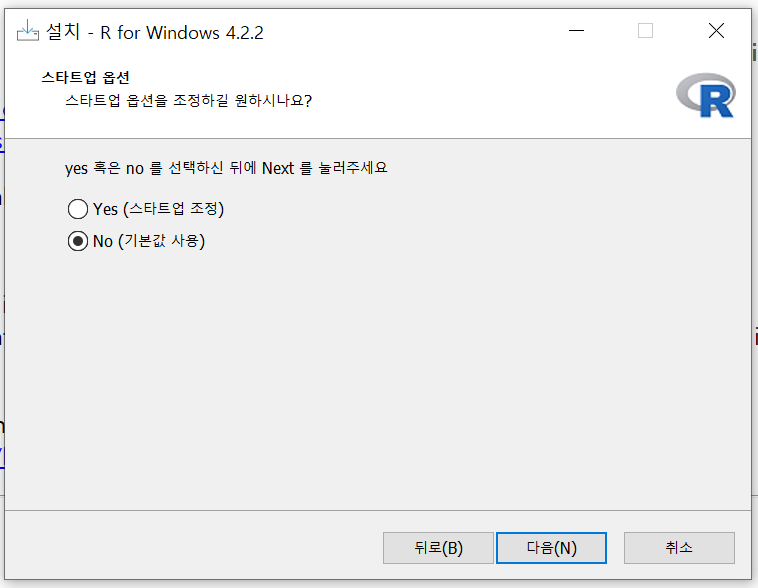 설치 - R for Windows 4.2.2
스타트업 옵션
스타트업 옵션을 조정하길 원하시나요?
R
yes 혹은 no 를 선택하신 뒤에 Next 를 눌러주세요
Yes (스타트업 조정)
No (기본값 사용)
뒤로(B)
다음(N)
취소